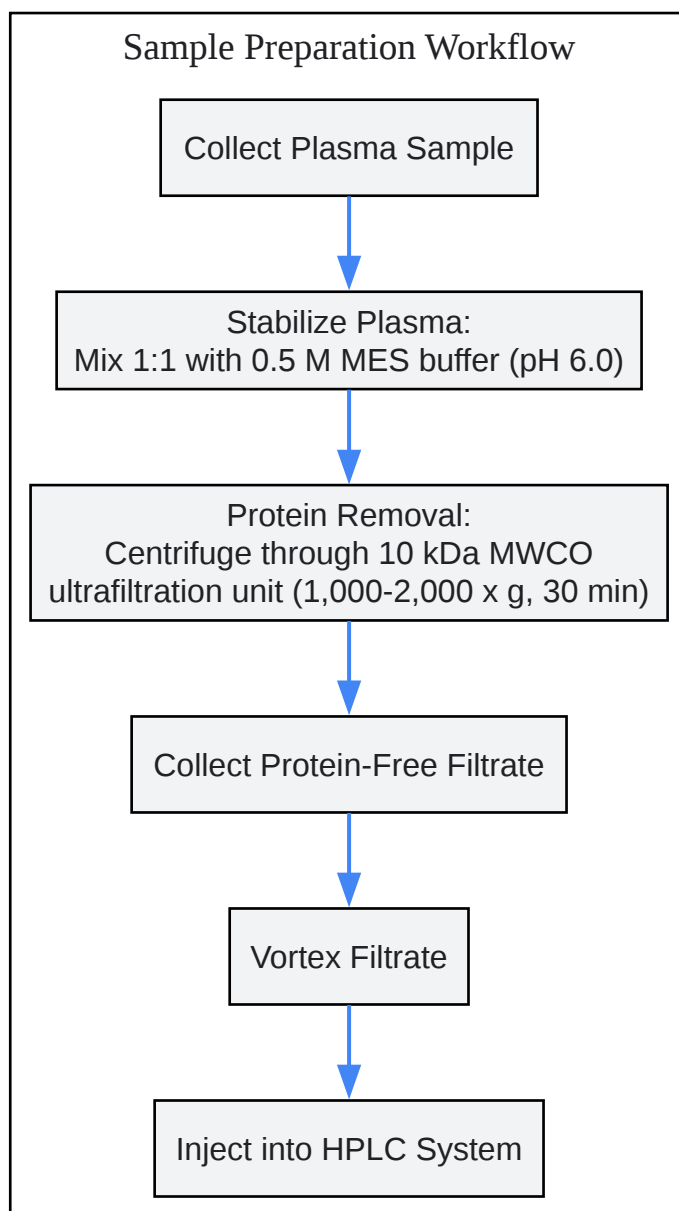 Sample Preparation Workflow
Collect Plasma Sample
Stabilize Plasma:
Mix 1:1 with 0.5 M MES buffer (pH 6.0)
Protein Removal:
Centrifuge through 10 kDa MWCO
ultrafiltration unit (1,000-2,000 x g, 30 min)
Collect Protein-Free Filtrate
Vortex Filtrate
Inject into HPLC System